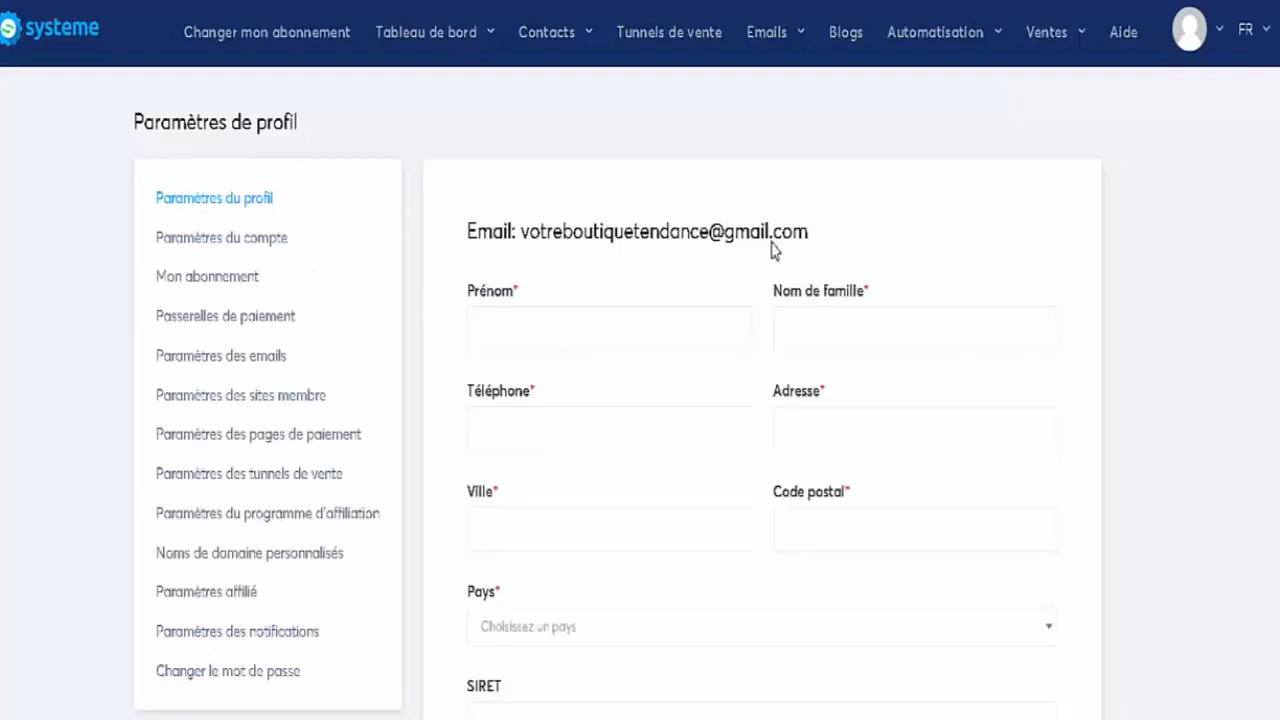 systeme
Changer mon abonnement Tableau de bord Contacts Tunnels de vente Emails Blogs Automatisation Ventes Aide FR
Paramètres de profil
Paramètres du profil
Paramètres du compte
Mon abonnement
Passerelles de paiement
Paramètres des emails
Paramètres des sites membre
Paramètres des pages de paiement
Paramètres des tunnels de vente
Paramètres du programme d'affiliation
Noms de domaine personnalisés
Paramètres affilié
Paramètres des notifications
Changer le mot de passe
Email: votreboutiquetendance@gmail.com
Prénom* Nom de famille*
Téléphone* Adresse*
Ville* Code postal*
Pays*
Choisissez un pays
SIRET